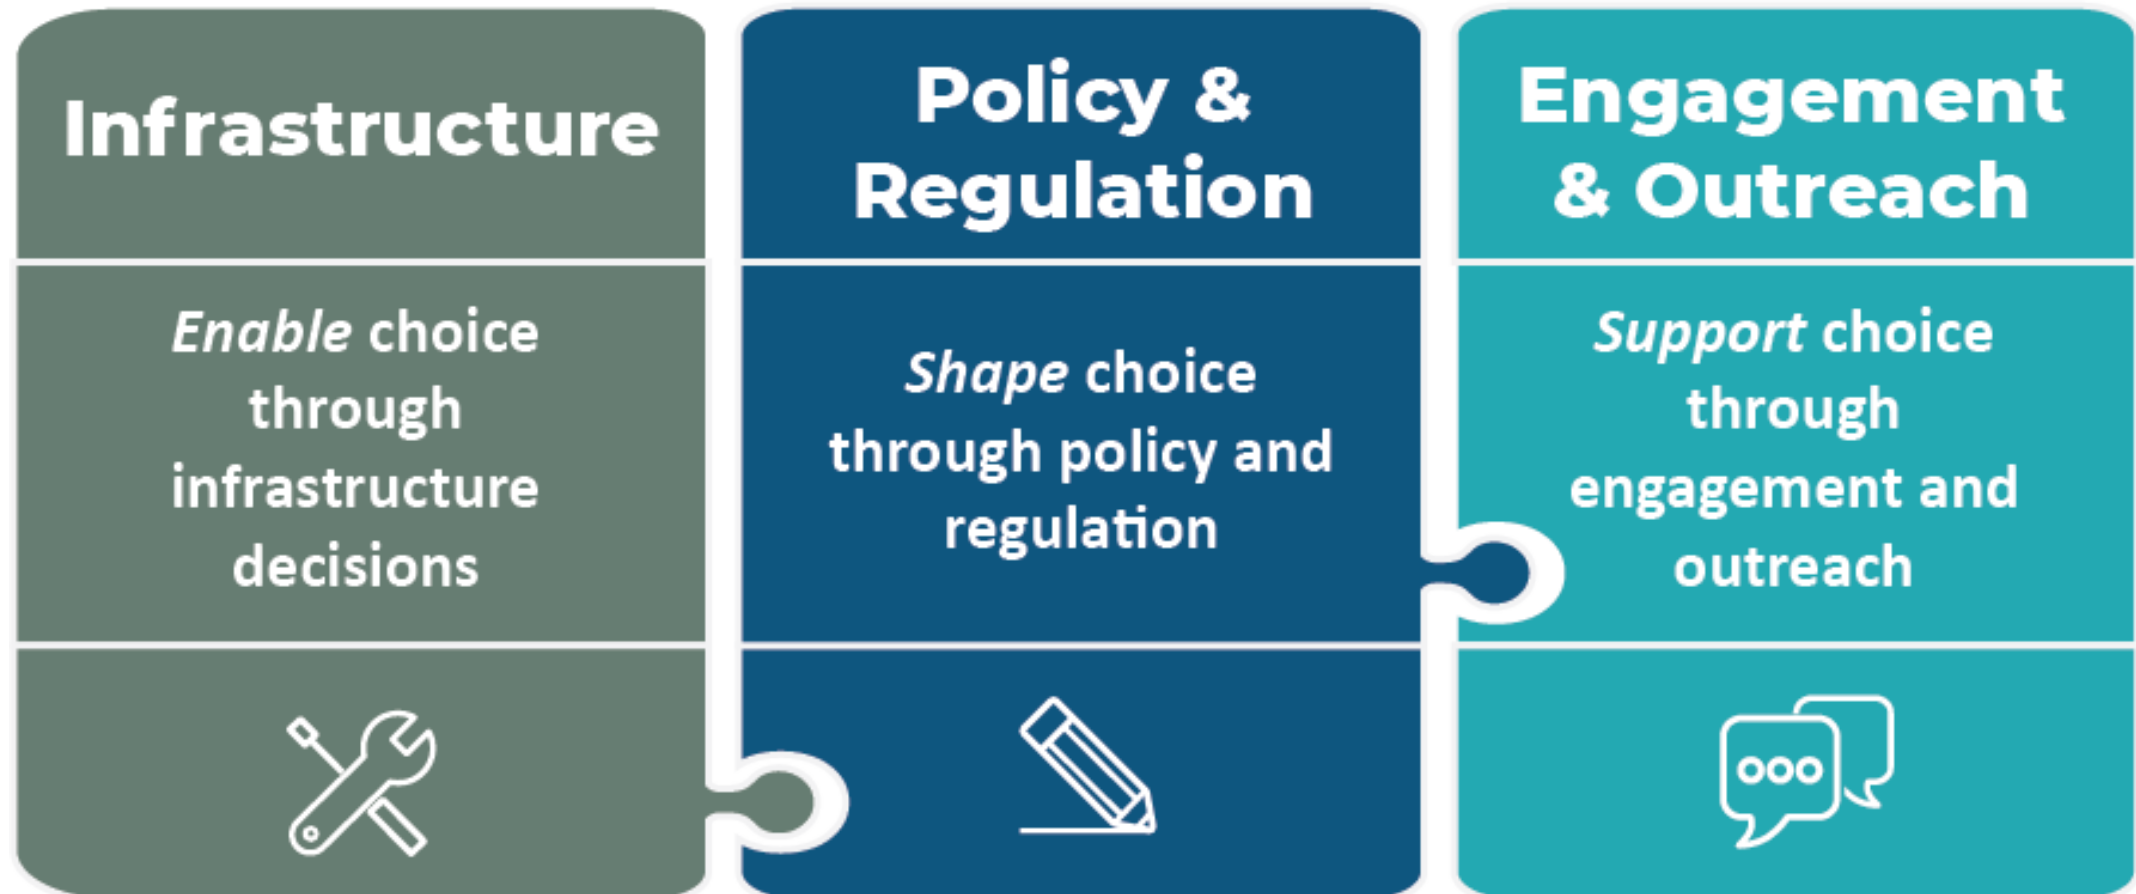 Infrastructure
Enable choice
through
infrastructure
decisions
Policy &
Regulation
Shape choice
through policy and
regulation
Engagement
& Outreach
Support choice
through
engagement and
outreach